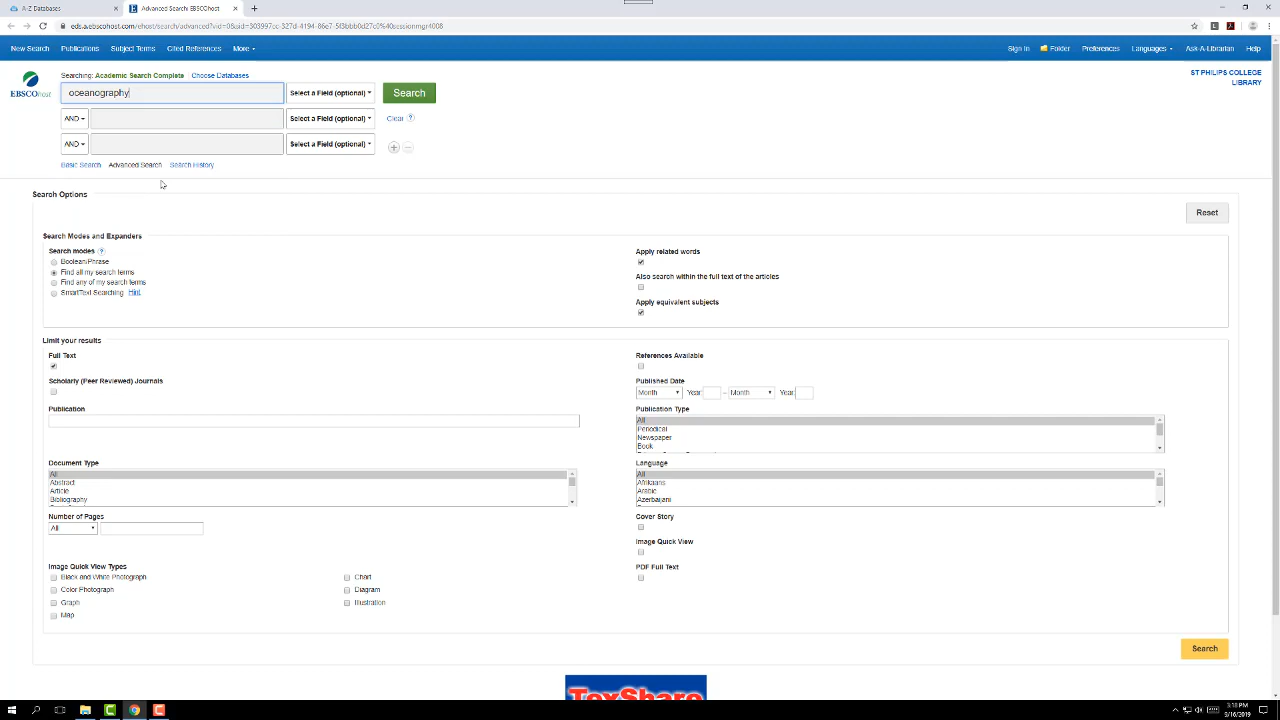 A-Z Databases
Advanced Search: EBSCOhost
New Search Publications Subject Terms Cited References More
Sign In Folder Preferences Languages Ask-A-Librarian Help
Searching: Academic Search Complete Choose Databases
ST PHILIPS COLLEGE
LIBRARY
EBSCOhost
oceanography Select a Field (optional) Search
AND Select a Field (optional) Clear ?
AND Select a Field (optional)
Basic Search Advanced Search Search History
Search Options
Reset
Search Modes and Expanders
Search modes ?
Boolean/Phrase
Find all my search terms
Find any of my search terms
SmartText Searching Hint
Apply related words
Also search within the full text of the articles
Apply equivalent subjects
Limit your results
Full Text
References Available
Scholarly (Peer Reviewed) Journals
Published Date
Month Year: – Month Year:
Publication
Publication Type
All
Periodical
Newspaper
Book
Document Type
All
Abstract
Article
Bibliography
Language
All
Afrikaans
Arabic
Azerbaijani
Number of Pages
All
Cover Story
Image Quick View
PDF Full Text
Image Quick View Types
Black and White Photograph
Color Photograph
Graph
Map
Chart
Diagram
Illustration
Search
TexShare
3:18 PM
9/16/2019